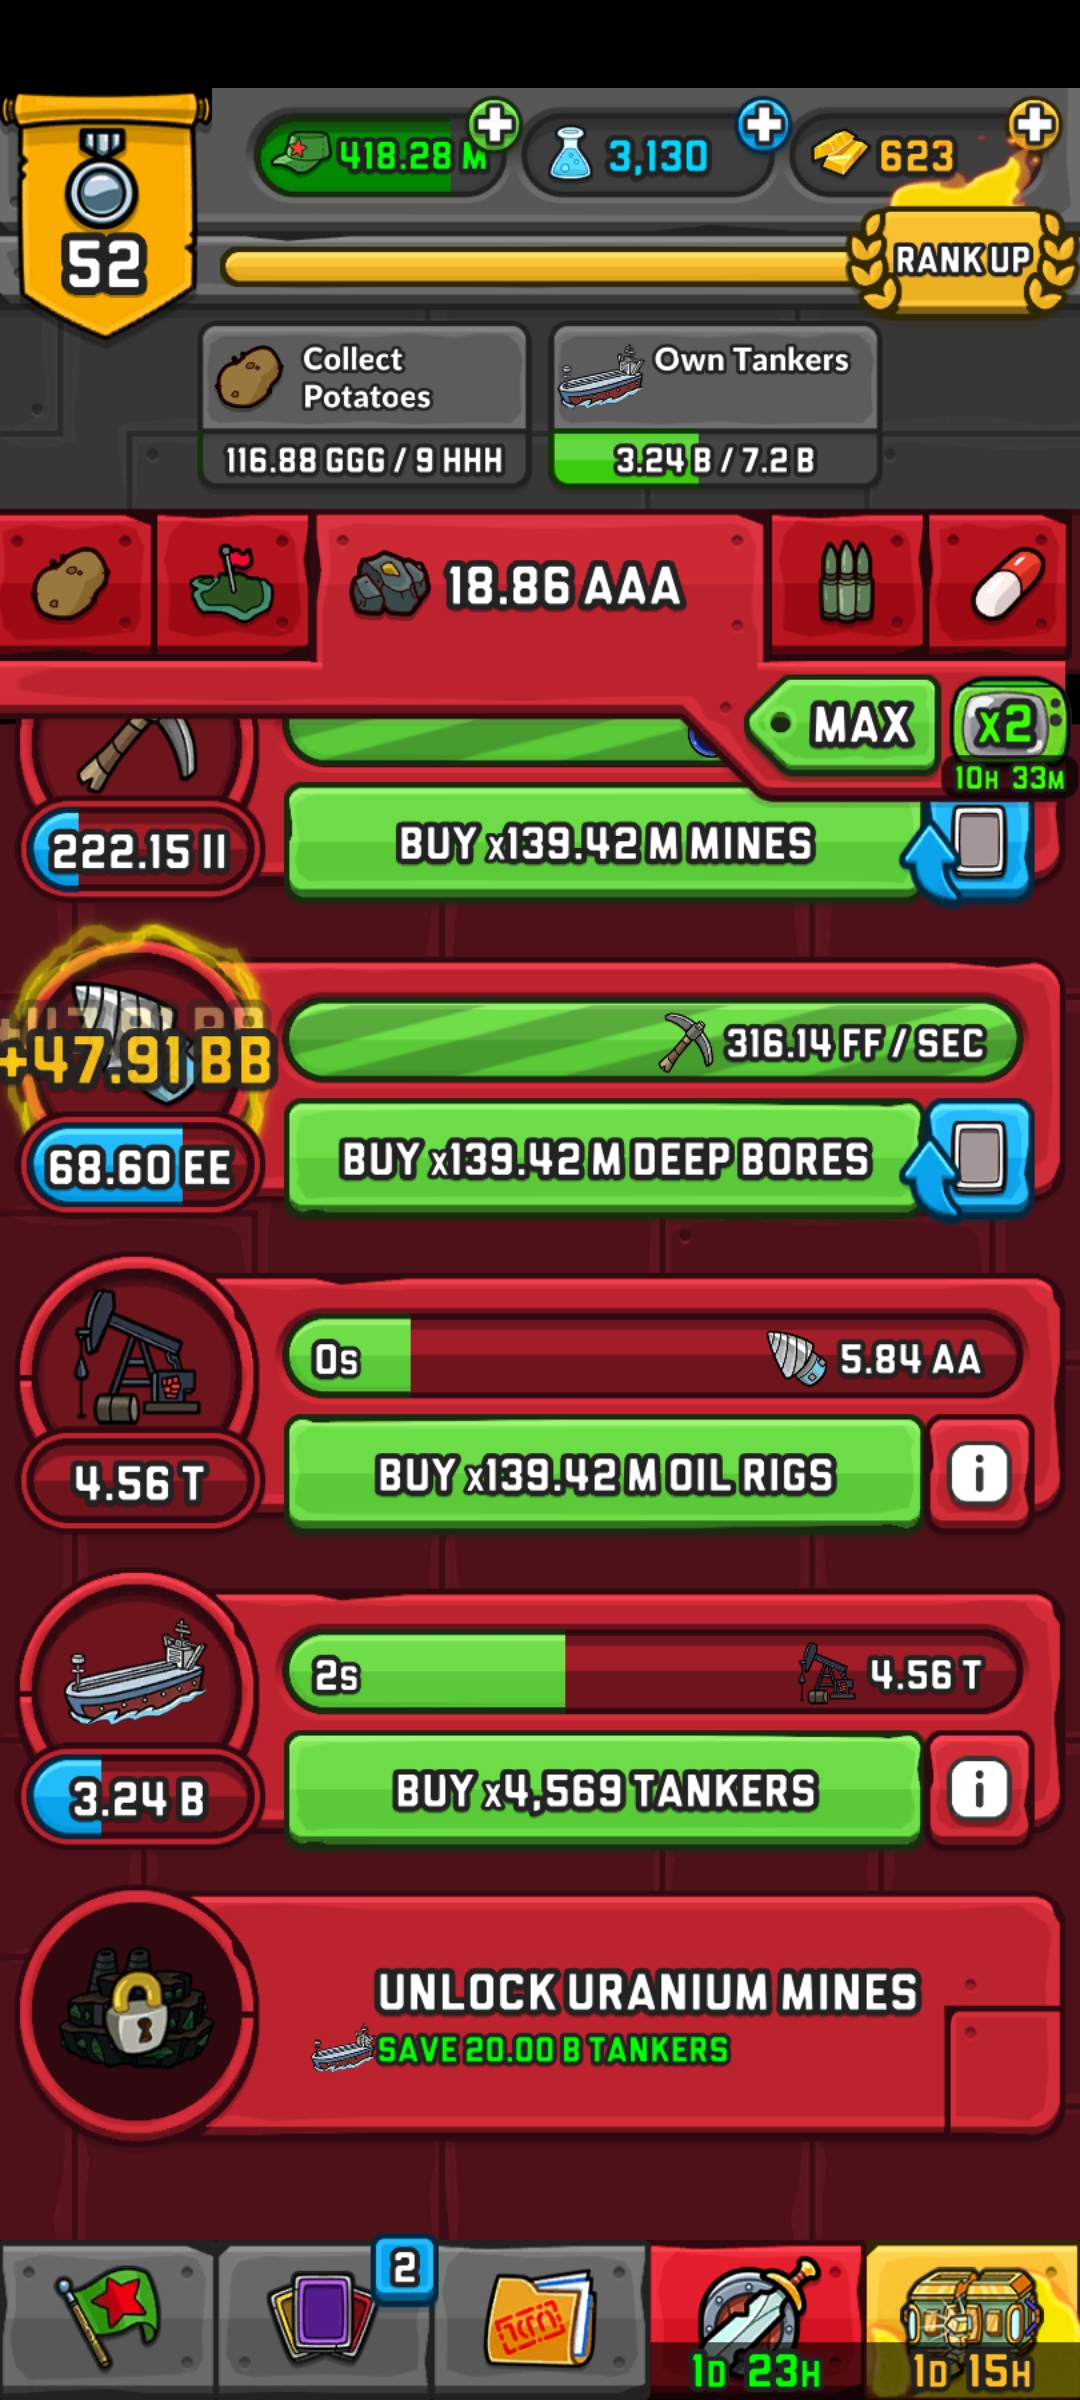 418.28 M
3,130
623
52
RANK UP
Collect
Potatoes
116.88 GGG / 9 HHH
Own Tankers
3.24 B / 7.2 B
18.86 AAA
MAX
x2
10H 33M
222.15 II
BUY x139.42 M MINES
+47.91 BB
+47.91 BB
316.14 FF / SEC
68.60 EE
BUY x139.42 M DEEP BORES
0s
5.84 AA
4.56 T
BUY x139.42 M OIL RIGS
i
2s
4.56 T
3.24 B
BUY x4,569 TANKERS
i
UNLOCK URANIUM MINES
SAVE 20.00 B TANKERS
2
1D 23H
1D 15H